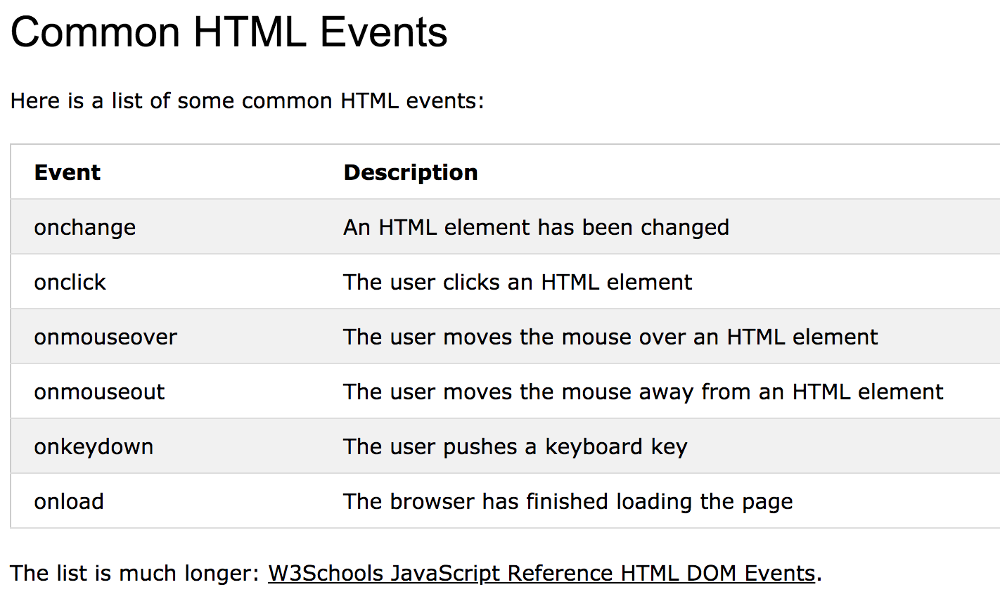 Common HTML Events
Here is a list of some common HTML events:
Event Description
onchange An HTML element has been changed
onclick The user clicks an HTML element
onmouseover The user moves the mouse over an HTML element
onmouseout The user moves the mouse away from an HTML element
onkeydown The user pushes a keyboard key
onload The browser has finished loading the page
The list is much longer: W3Schools JavaScript Reference HTML DOM Events.